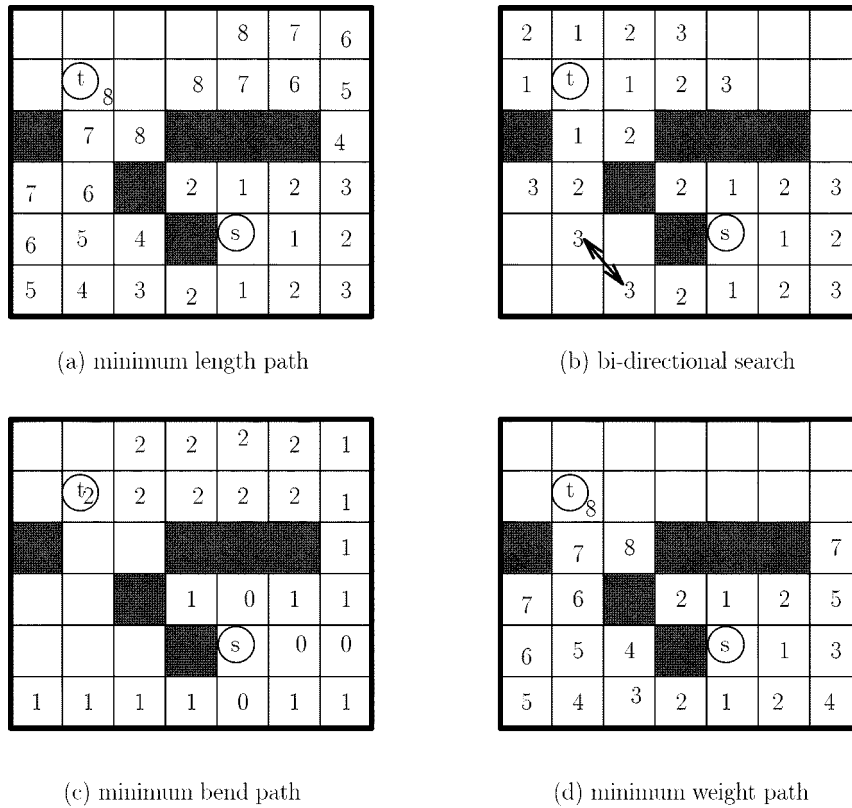 8 7 6
t 8 8 7 6 5
7 8 4
7 6 2 1 2 3
6 5 4 s 1 2
5 4 3 2 1 2 3
(a) minimum length path
2 1 2 3
1 t 1 2 3
1 2
3 2 2 1 2 3
3 s 1 2
3 2 1 2 3
(b) bi-directional search
2 2 2 2 1
t 2 2 2 2 2 1
1
1 0 1 1
s 0 0
1 1 1 1 0 1 1
(c) minimum bend path
t 8
7 8 7
7 6 2 1 2 5
6 5 4 s 1 3
5 4 3 2 1 2 4
(d) minimum weight path